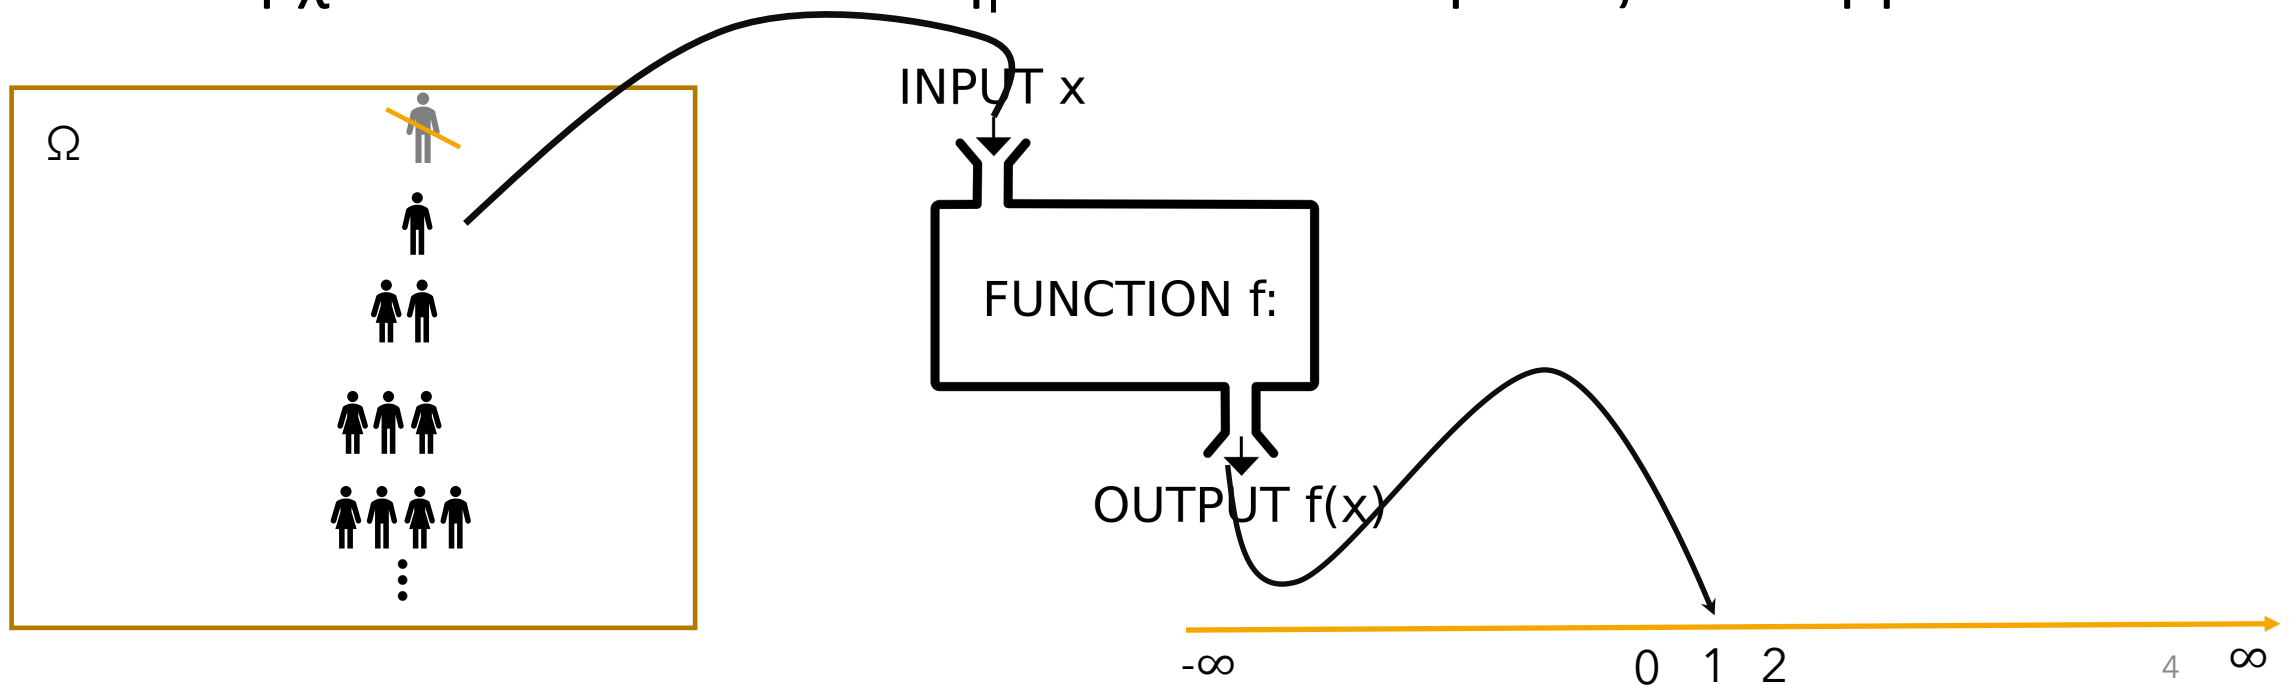 Ω
INPUT x
FUNCTION f:
OUTPUT f(x)
-∞ 0 1 2 4 ∞